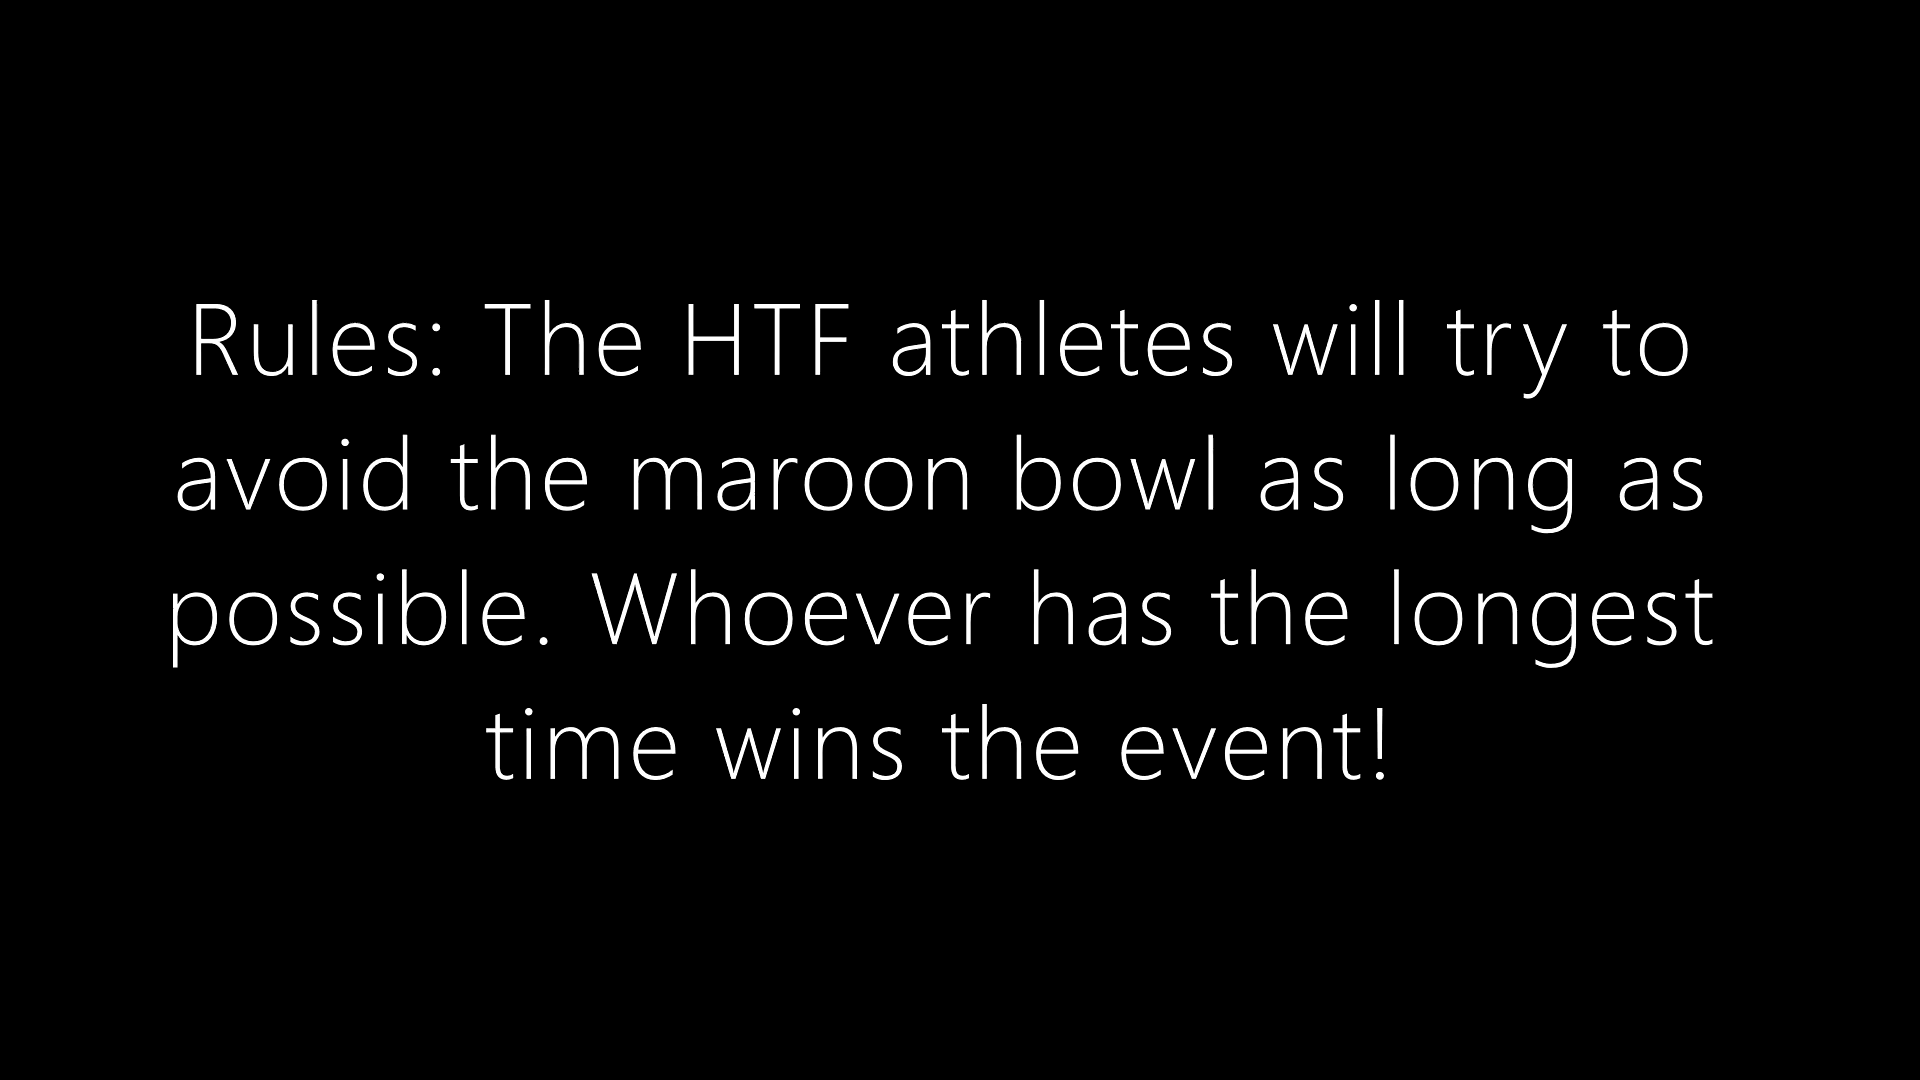 Rules: The HTF athletes will try to
avoid the maroon bowl as long as
possible. Whoever has the longest
time wins the event!